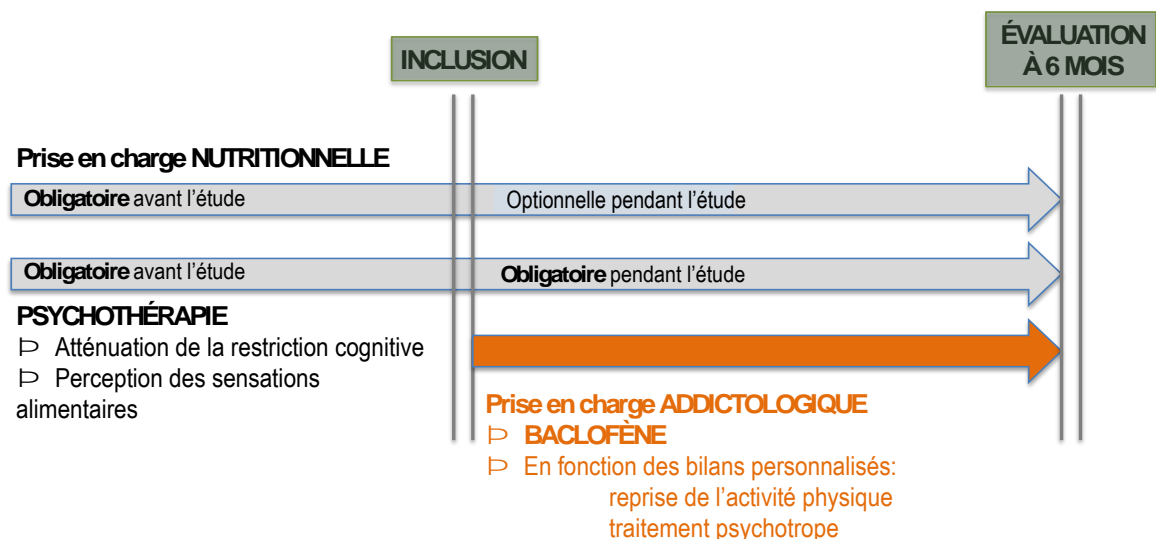 INCLUSION
ÉVALUATION
À 6 MOIS
Prise en charge NUTRITIONNELLE
Obligatoire avant l'étude
Optionnelle pendant l'étude
Obligatoire avant l'étude
Obligatoire pendant l'étude
PSYCHOTHÉRAPIE
Þ Atténuation de la restriction cognitive
Þ Perception des sensations
alimentaires
Prise en charge ADDICTOLOGIQUE
Þ BACLOFÈNE
Þ En fonction des bilans personnalisés:
reprise de l'activité physique
traitement psychotrope